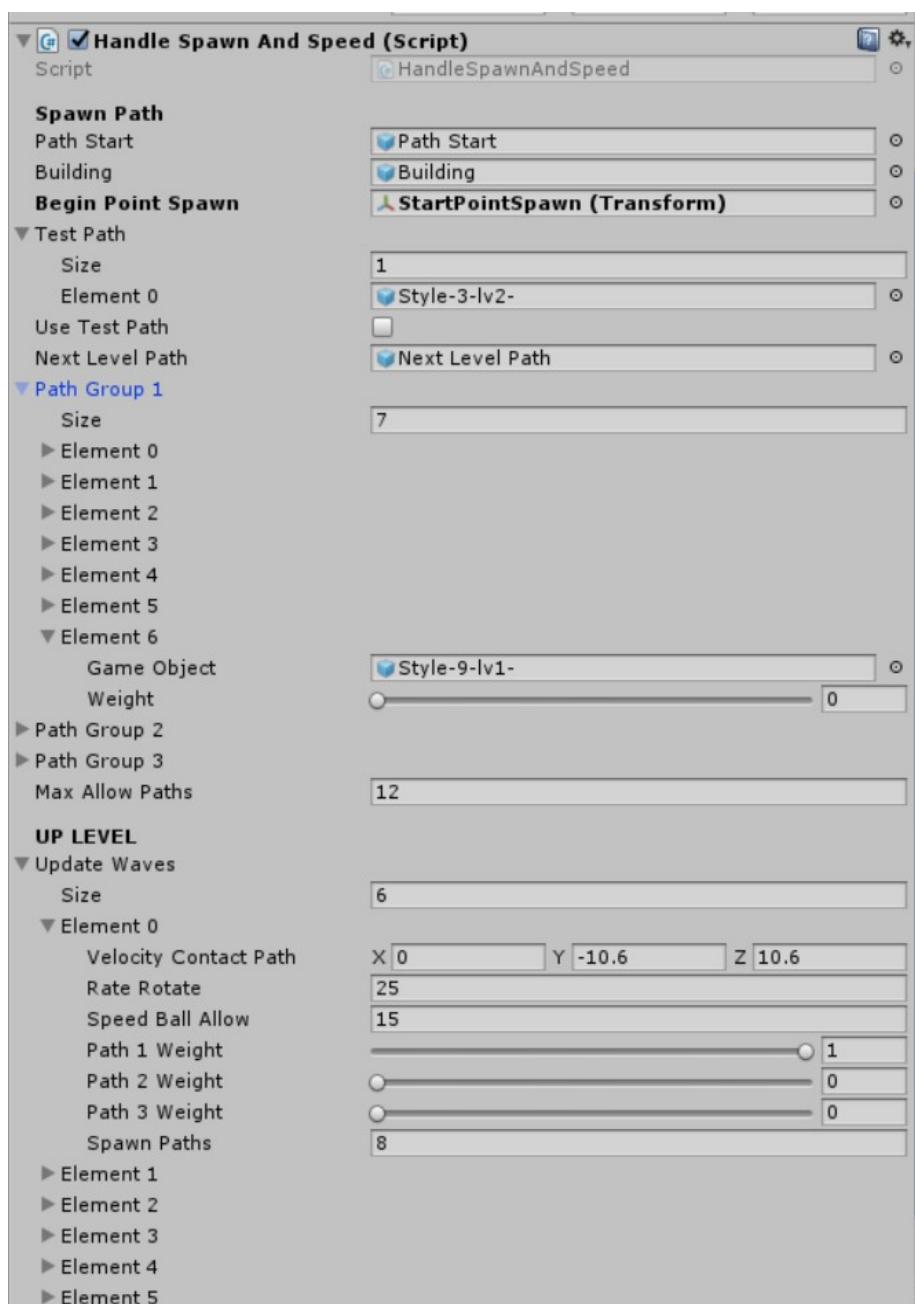 Handle Spawn And Speed (Script)
Script HandleSpawnAndSpeed
Spawn Path
Path Start Path Start
Building Building
Begin Point Spawn StartPointSpawn (Transform)
Test Path
Size 1
Element 0 Style-3-lv2-
Use Test Path
Next Level Path Next Level Path
Path Group 1
Size 7
Element 0
Element 1
Element 2
Element 3
Element 4
Element 5
Element 6
Game Object Style-9-lv1-
Weight 0
Path Group 2
Path Group 3
Max Allow Paths 12
UP LEVEL
Update Waves
Size 6
Element 0
Velocity Contact Path X 0 Y -10.6 Z 10.6
Rate Rotate 25
Speed Ball Allow 15
Path 1 Weight 1
Path 2 Weight 0
Path 3 Weight 0
Spawn Paths 8
Element 1
Element 2
Element 3
Element 4
Element 5